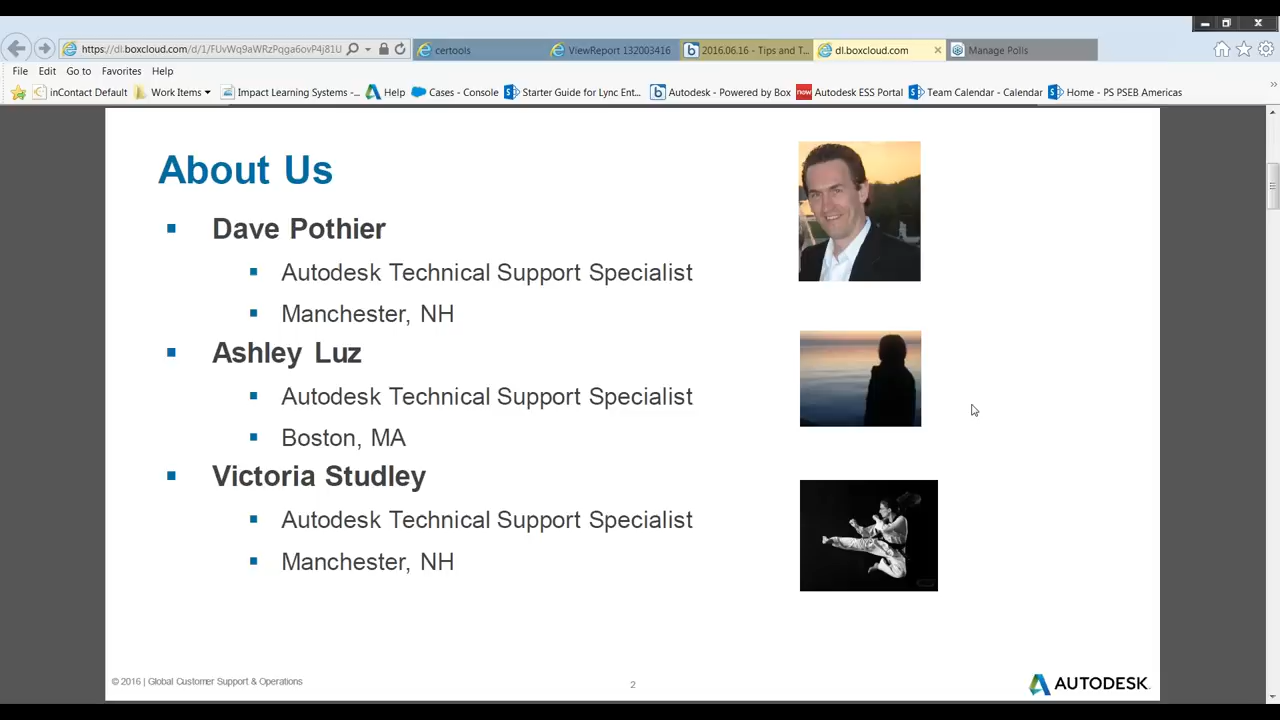 https://dl.boxcloud.com/d/1/FUvWq9aWRzPqga6ovP4j81U
certools
ViewReport 132003416
2016.06.16 - Tips and T...
dl.boxcloud.com
Manage Polls
File Edit Go to Favorites Help
inContact Default
Work Items
Impact Learning Systems -...
Help
Cases - Console
Starter Guide for Lync Ent...
Autodesk - Powered by Box
now
Autodesk ESS Portal
Team Calendar - Calendar
Home - PS PSEB Americas
About Us
Dave Pothier
Autodesk Technical Support Specialist
Manchester, NH
Ashley Luz
Autodesk Technical Support Specialist
Boston, MA
Victoria Studley
Autodesk Technical Support Specialist
Manchester, NH
© 2016 | Global Customer Support & Operations
2
AUTODESK.